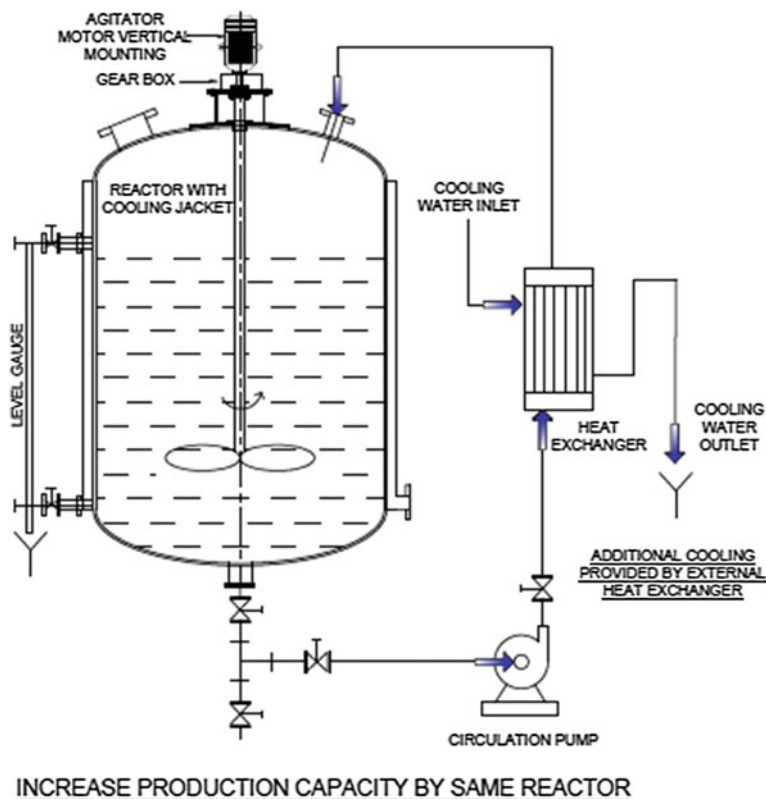 AGITATOR
MOTOR VERTICAL
MOUNTING
GEAR BOX
REACTOR WITH
COOLING JACKET
COOLING
WATER INLET
LEVEL GAUGE
HEAT
EXCHANGER
COOLING
WATER
OUTLET
ADDITIONAL COOLING
PROVIDED BY EXTERNAL
HEAT EXCHANGER
CIRCULATION PUMP
INCREASE PRODUCTION CAPACITY BY SAME REACTOR